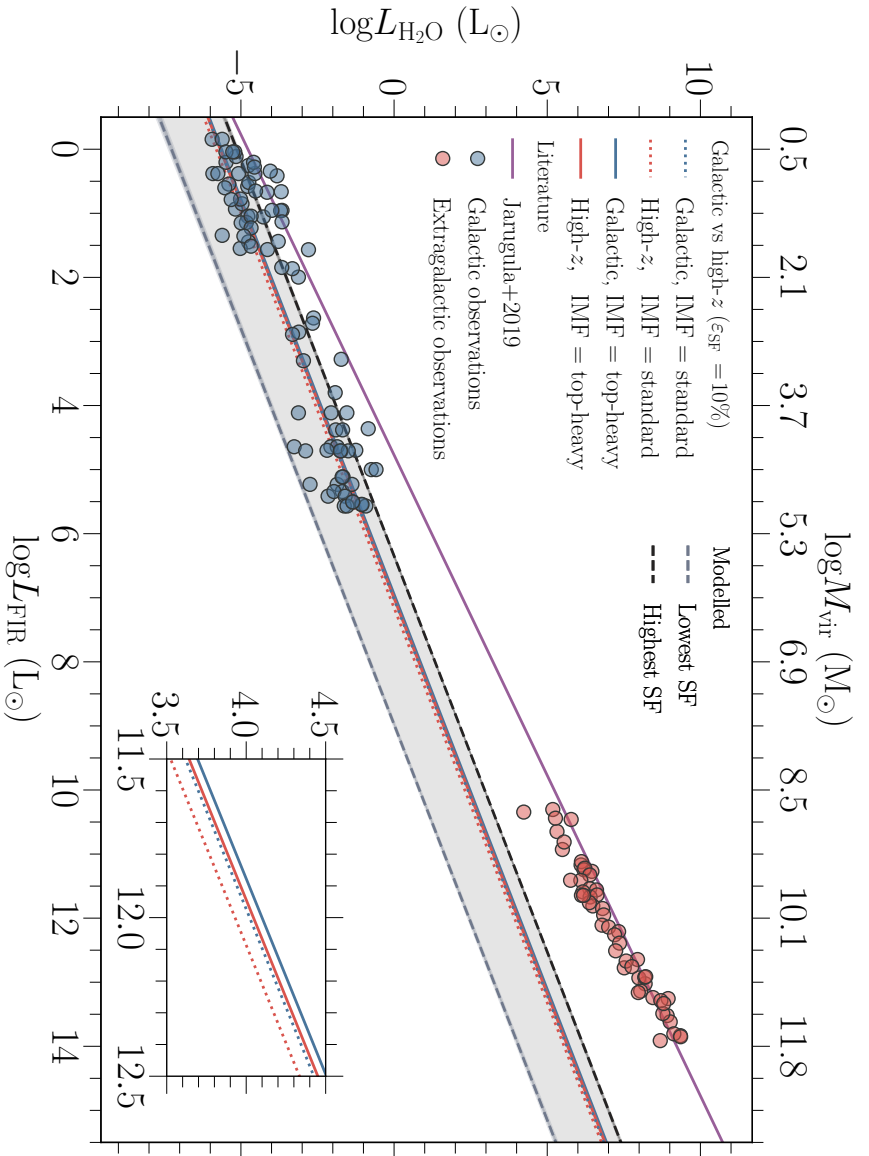 log M_vir (M_⊙)
0.5 2.1 3.7 5.3 6.9 8.5 10.1 11.8
log L_H₂O (L_⊙)
10
5
0
−5
Galactic vs high-z (ε_SF = 10%)
Galactic, IMF = standard
High-z, IMF = standard
Galactic, IMF = top-heavy
High-z, IMF = top-heavy
Literature
Jarugula+2019
Galactic observations
Extragalactic observations
Modelled
Lowest SF
Highest SF
4.5
4.0
3.5
11.5 12.0 12.5
0 2 4 6 8 10 12 14
log L_FIR (L_⊙)